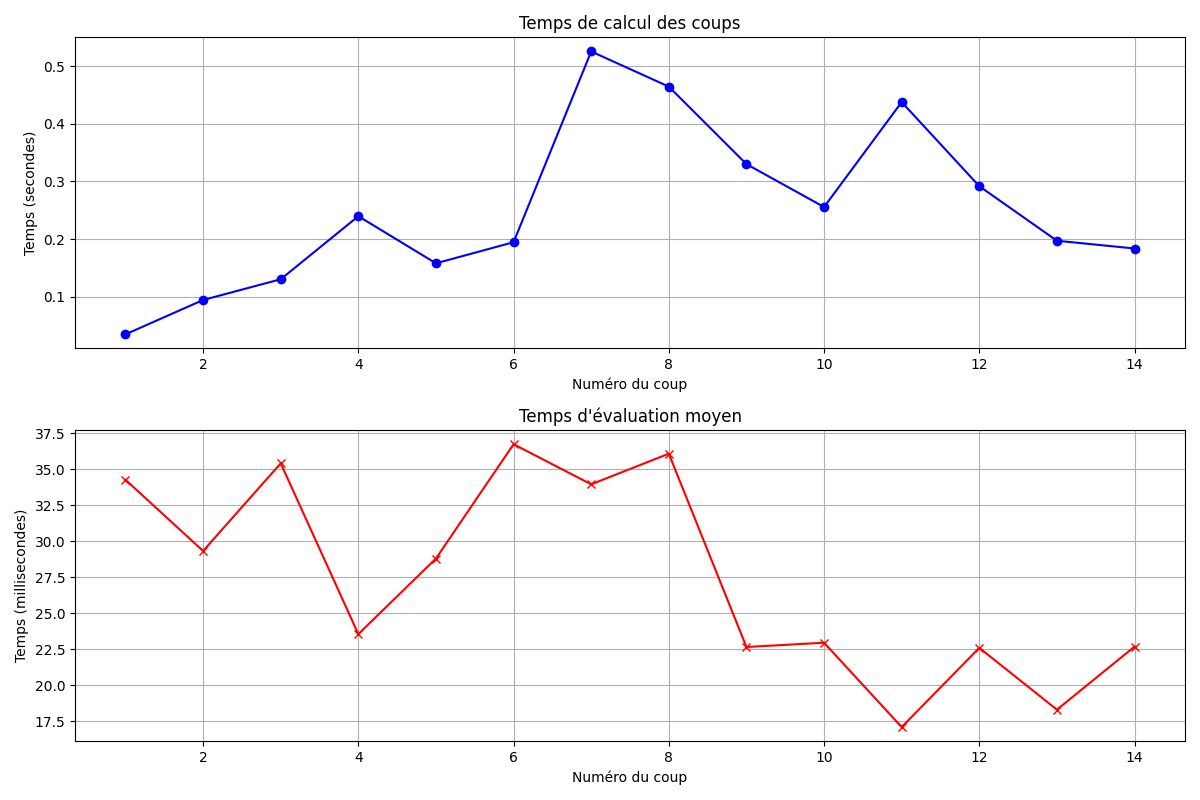 Temps de calcul des coups
Temps (secondes)
0.5
0.4
0.3
0.2
0.1
2 4 6 8 10 12 14
Numéro du coup
Temps d'évaluation moyen
Temps (millisecondes)
37.5
35.0
32.5
30.0
27.5
25.0
22.5
20.0
17.5
2 4 6 8 10 12 14
Numéro du coup